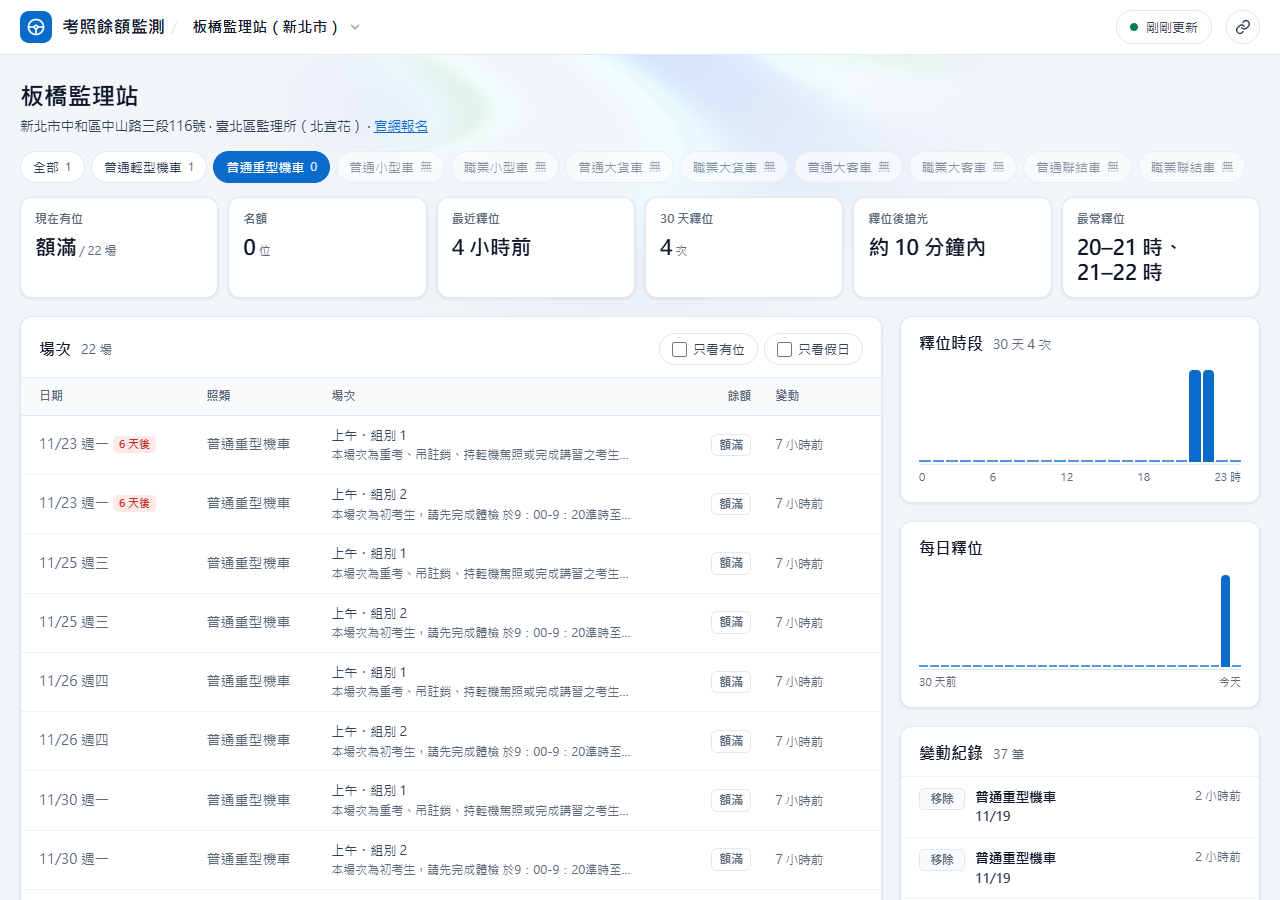 考照餘額監測 / 板橋監理站(新北市)
剛剛更新
板橋監理站
新北市中和區中山路三段116號 · 臺北區監理所(北宜花) · 官網報名
全部 1 普通輕型機車 1 普通重型機車 0 普通小型車 無 職業小型車 無 普通大貨車 無 職業大貨車 無 普通大客車 無 職業大客車 無 普通聯結車 無 職業聯結車 無
現在有位
額滿 / 22 場
名額
0 位
最近釋位
4 小時前
30 天釋位
4 次
釋位後搶光
約 10 分鐘內
最常釋位
20–21 時、
21–22 時
場次 22 場
只看有位 只看假日
日期 照類 場次 餘額 變動
11/23 週一 6 天後 普通重型機車 上午・組別 1 額滿 7 小時前
本場次為重考、吊註銷、持輕機駕照或完成講習之考生...
11/23 週一 6 天後 普通重型機車 上午・組別 2 額滿 7 小時前
本場次為初考生,請先完成體檢 於9:00-9:20準時至...
11/25 週三 普通重型機車 上午・組別 1 額滿 7 小時前
本場次為重考、吊註銷、持輕機駕照或完成講習之考生...
11/25 週三 普通重型機車 上午・組別 2 額滿 7 小時前
本場次為初考生,請先完成體檢 於9:00-9:20準時至...
11/26 週四 普通重型機車 上午・組別 1 額滿 7 小時前
本場次為重考、吊註銷、持輕機駕照或完成講習之考生...
11/26 週四 普通重型機車 上午・組別 2 額滿 7 小時前
本場次為初考生,請先完成體檢 於9:00-9:20準時至...
11/30 週一 普通重型機車 上午・組別 1 額滿 7 小時前
本場次為重考、吊註銷、持輕機駕照或完成講習之考生...
11/30 週一 普通重型機車 上午・組別 2 額滿 7 小時前
本場次為初考生,請先完成體檢 於9:00-9:20準時至...
釋位時段 30 天 4 次
0 6 12 18 23 時
每日釋位
30 天前 今天
變動紀錄 37 筆
移除 普通重型機車 2 小時前
11/19
移除 普通重型機車 2 小時前
11/19